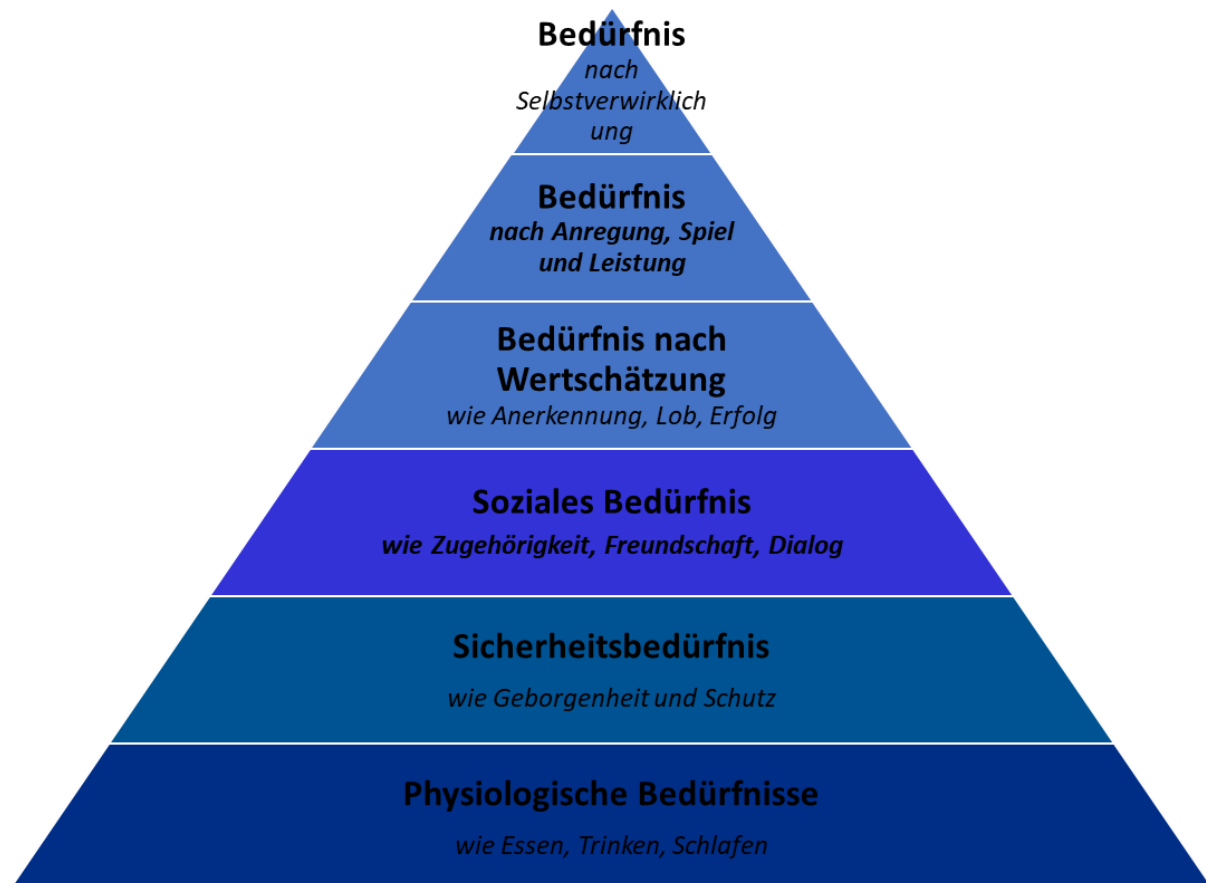 Bedürfnis
nach
Selbstverwirklich
ung
Bedürfnis
nach Anregung, Spiel
und Leistung
Bedürfnis nach
Wertschätzung
wie Anerkennung, Lob, Erfolg
Soziales Bedürfnis
wie Zugehörigkeit, Freundschaft, Dialog
Sicherheitsbedürfnis
wie Geborgenheit und Schutz
Physiologische Bedürfnisse
wie Essen, Trinken, Schlafen